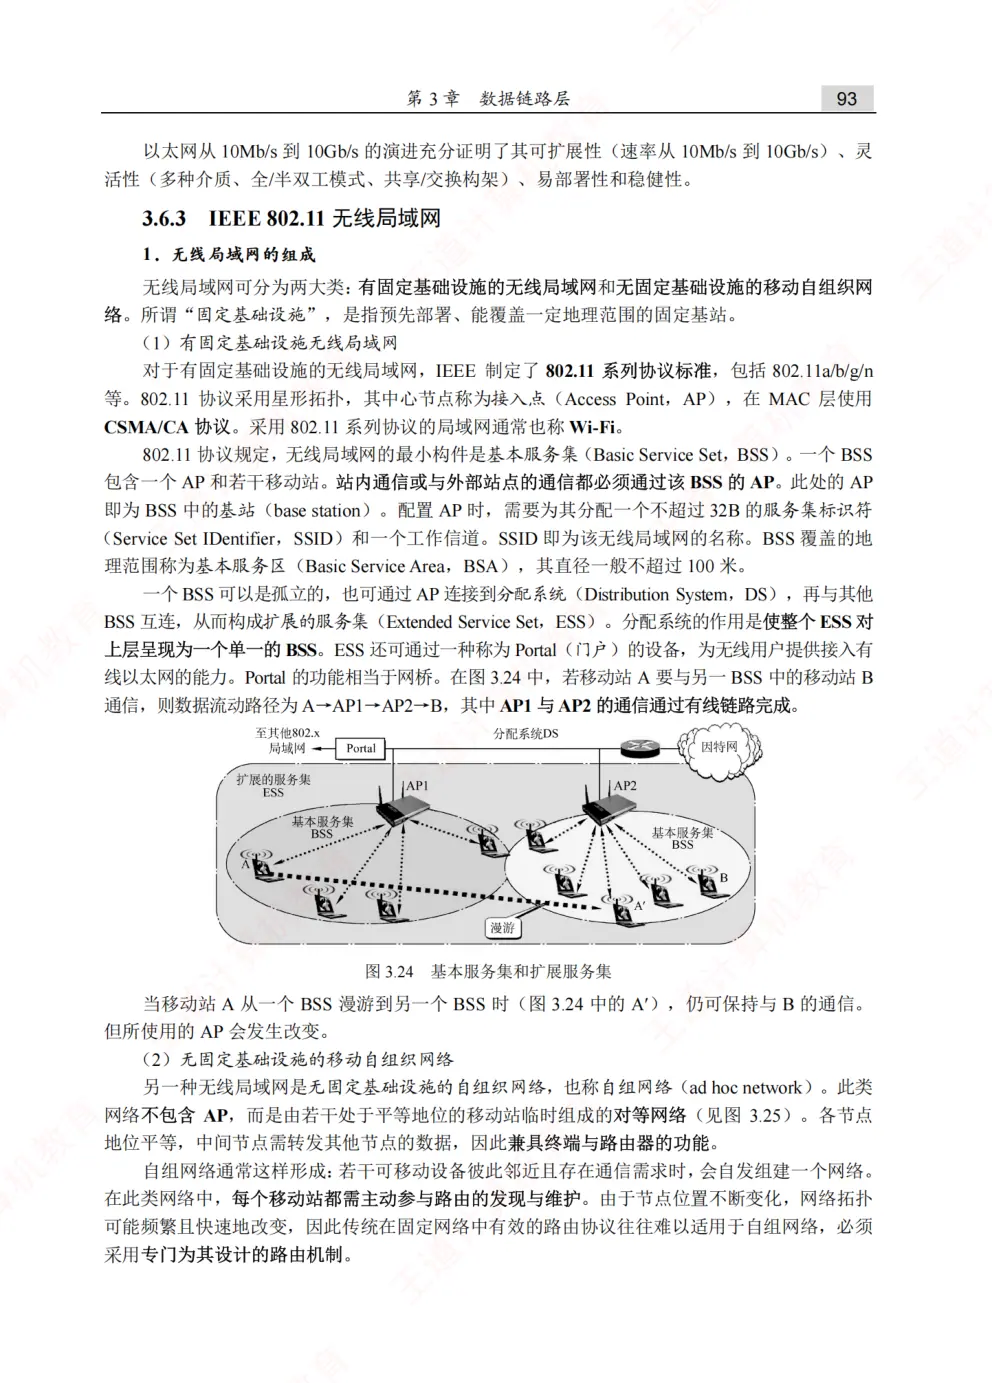 第 3 章 数据链路层 93
以太网从 10Mb/s 到 10Gb/s 的演进充分证明了其可扩展性（速率从 10Mb/s 到 10Gb/s）、灵
活性（多种介质、全/半双工模式、共享/交换构架）、易部署性和稳健性。
3.6.3 IEEE 802.11 无线局域网
1．无线局域网的组成
无线局域网可分为两大类：有固定基础设施的无线局域网和无固定基础设施的移动自组织网
络。所谓“固定基础设施”，是指预先部署、能覆盖一定地理范围的固定基站。
（1）有固定基础设施无线局域网
对于有固定基础设施的无线局域网，IEEE 制定了 802.11 系列协议标准，包括 802.11a/b/g/n
等。802.11 协议采用星形拓扑，其中心节点称为接入点（Access Point，AP），在 MAC 层使用
CSMA/CA 协议。采用 802.11 系列协议的局域网通常也称 Wi-Fi。
802.11 协议规定，无线局域网的最小构件是基本服务集（Basic Service Set，BSS）。一个 BSS
包含一个 AP 和若干移动站。站内通信或与外部站点的通信都必须通过该 BSS 的 AP。此处的 AP
即为 BSS 中的基站（base station）。配置 AP 时，需要为其分配一个不超过 32B 的服务集标识符
（Service Set IDentifier，SSID）和一个工作信道。SSID 即为该无线局域网的名称。BSS 覆盖的地
理范围称为基本服务区（Basic Service Area，BSA），其直径一般不超过 100 米。
一个 BSS 可以是孤立的，也可通过 AP 连接到分配系统（Distribution System，DS），再与其他
BSS 互连，从而构成扩展的服务集（Extended Service Set，ESS）。分配系统的作用是使整个 ESS 对
上层呈现为一个单一的 BSS。ESS 还可通过一种称为 Portal（门户）的设备，为无线用户提供接入有
线以太网的能力。Portal 的功能相当于网桥。在图 3.24 中，若移动站 A 要与另一 BSS 中的移动站 B
通信，则数据流动路径为 A→AP1→AP2→B，其中 AP1 与 AP2 的通信通过有线链路完成。
至其他802.x
局域网
Portal
分配系统DS
因特网
扩展的服务集
ESS
AP1
AP2
基本服务集
BSS
基本服务集
BSS
A
B
A′
漫游
图 3.24 基本服务集和扩展服务集
当移动站 A 从一个 BSS 漫游到另一个 BSS 时（图 3.24 中的 A′），仍可保持与 B 的通信。
但所使用的 AP 会发生改变。
（2）无固定基础设施的移动自组织网络
另一种无线局域网是无固定基础设施的自组织网络，也称自组网络（ad hoc network）。此类
网络不包含 AP，而是由若干处于平等地位的移动站临时组成的对等网络（见图 3.25）。各节点
地位平等，中间节点需转发其他节点的数据，因此兼具终端与路由器的功能。
自组网络通常这样形成：若干可移动设备彼此邻近且存在通信需求时，会自发组建一个网络。
在此类网络中，每个移动站都需主动参与路由的发现与维护。由于节点位置不断变化，网络拓扑
可能频繁且快速地改变，因此传统在固定网络中有效的路由协议往往难以适用于自组网络，必须
采用专门为其设计的路由机制。